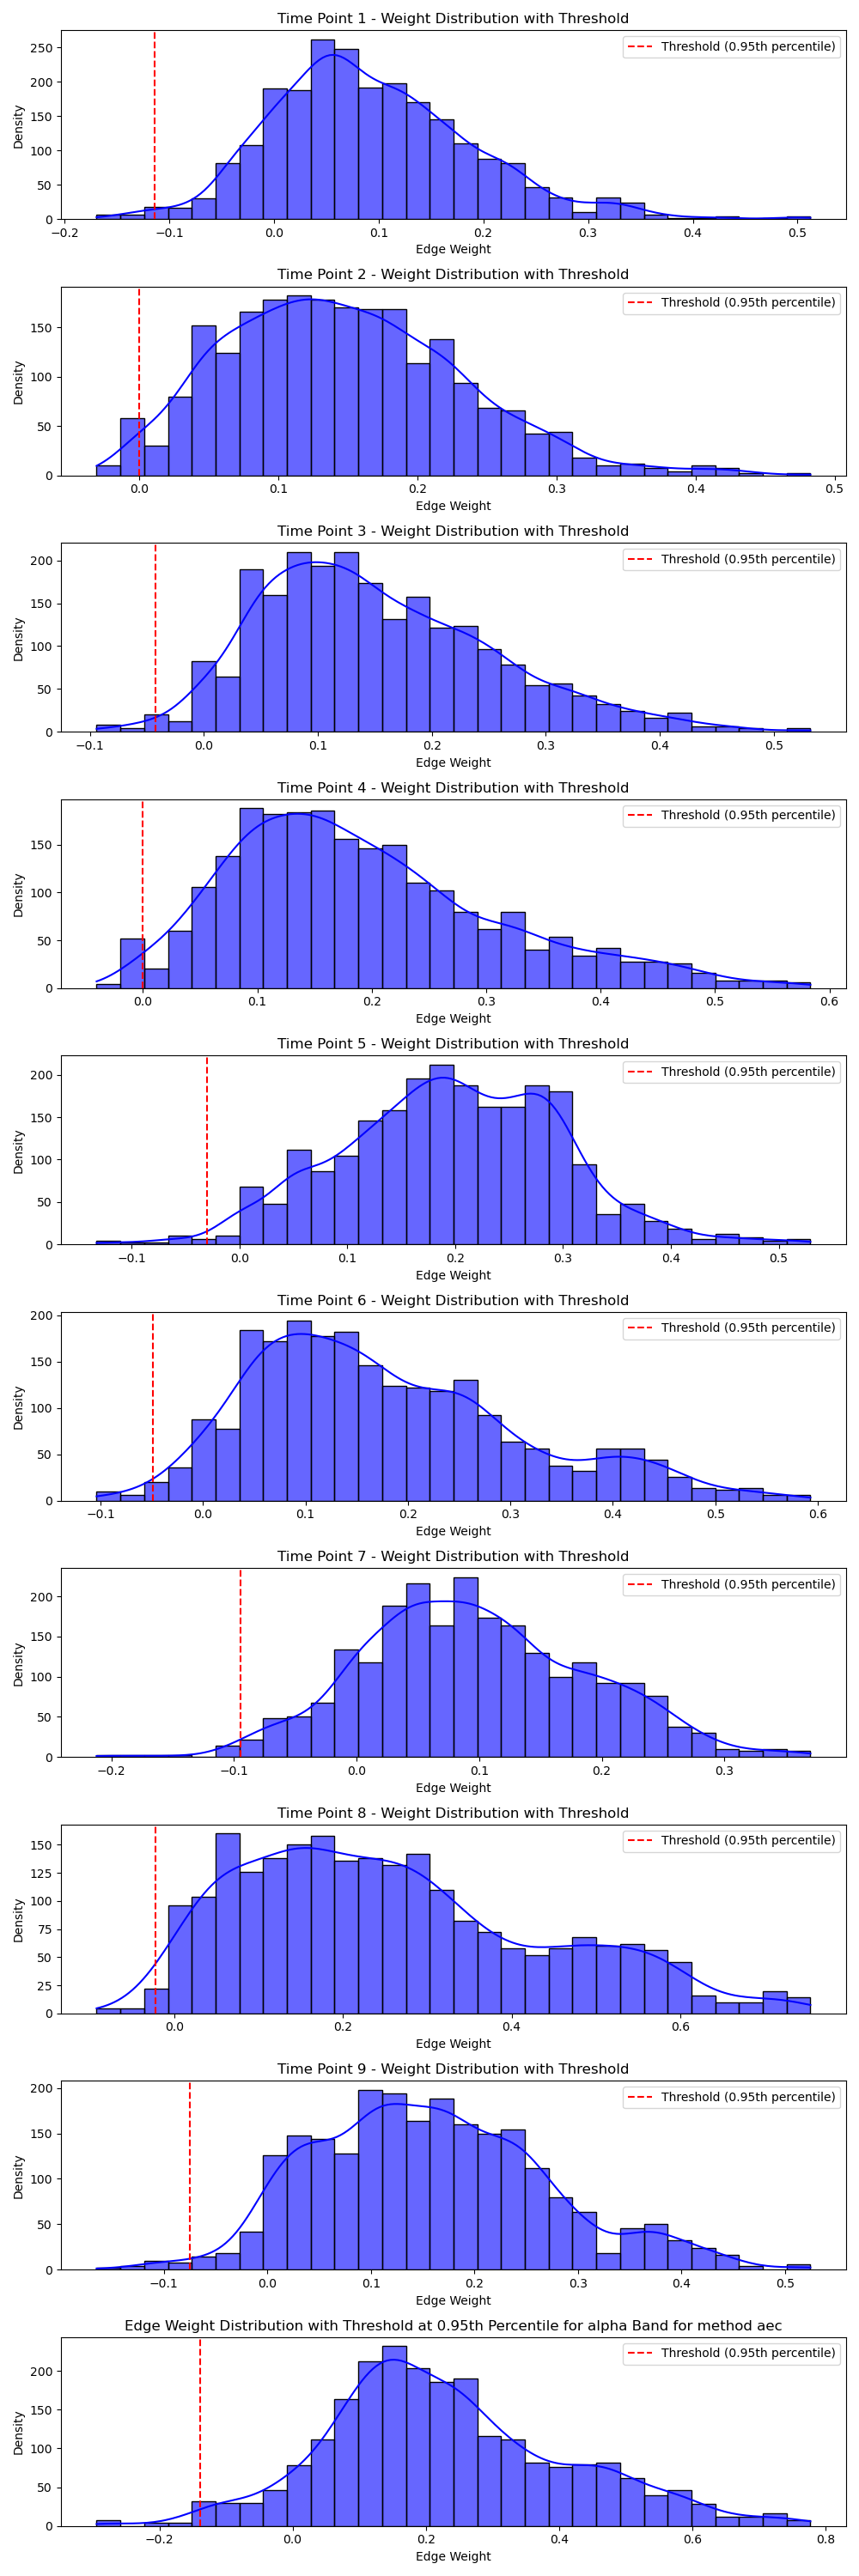 Time Point 1 - Weight Distribution with Threshold
250
200
150
100
50
0
Density
Threshold (0.95th percentile)
−0.2 −0.1 0.0 0.1 0.2 0.3 0.4 0.5
Edge Weight
Time Point 2 - Weight Distribution with Threshold
150
100
50
0
Density
Threshold (0.95th percentile)
0.0 0.1 0.2 0.3 0.4 0.5
Edge Weight
Time Point 3 - Weight Distribution with Threshold
200
150
100
50
0
Density
Threshold (0.95th percentile)
−0.1 0.0 0.1 0.2 0.3 0.4 0.5
Edge Weight
Time Point 4 - Weight Distribution with Threshold
150
100
50
0
Density
Threshold (0.95th percentile)
0.0 0.1 0.2 0.3 0.4 0.5 0.6
Edge Weight
Time Point 5 - Weight Distribution with Threshold
200
150
100
50
0
Density
Threshold (0.95th percentile)
−0.1 0.0 0.1 0.2 0.3 0.4 0.5
Edge Weight
Time Point 6 - Weight Distribution with Threshold
200
150
100
50
0
Density
Threshold (0.95th percentile)
−0.1 0.0 0.1 0.2 0.3 0.4 0.5 0.6
Edge Weight
Time Point 7 - Weight Distribution with Threshold
200
150
100
50
0
Density
Threshold (0.95th percentile)
−0.2 −0.1 0.0 0.1 0.2 0.3
Edge Weight
Time Point 8 - Weight Distribution with Threshold
150
125
100
75
50
25
0
Density
Threshold (0.95th percentile)
0.0 0.2 0.4 0.6
Edge Weight
Time Point 9 - Weight Distribution with Threshold
200
150
100
50
0
Density
Threshold (0.95th percentile)
−0.1 0.0 0.1 0.2 0.3 0.4 0.5
Edge Weight
Edge Weight Distribution with Threshold at 0.95th Percentile for alpha Band for method aec
200
150
100
50
0
Density
Threshold (0.95th percentile)
−0.2 0.0 0.2 0.4 0.6 0.8
Edge Weight